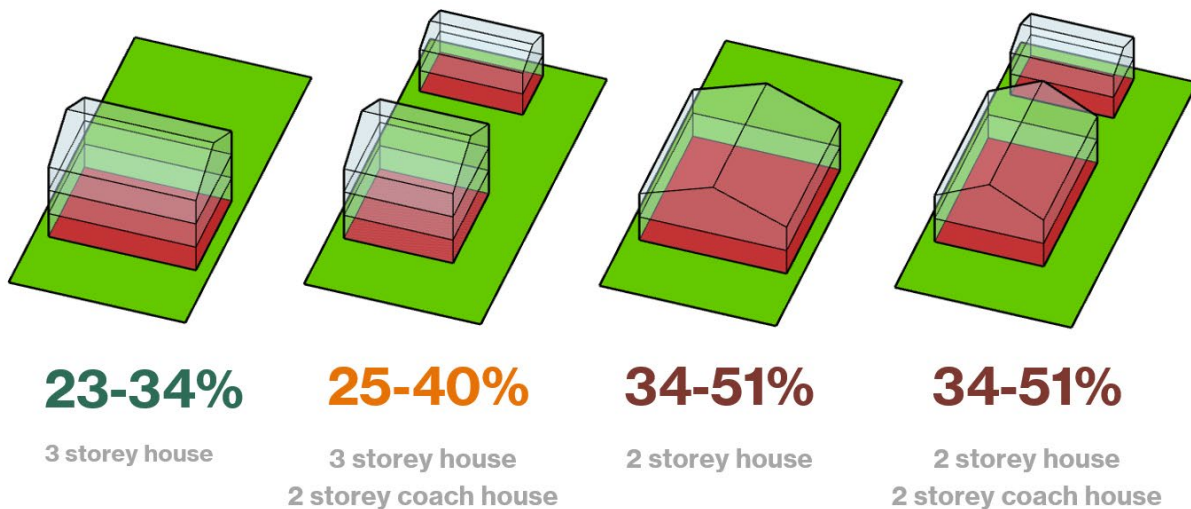 23-34%
3 storey house
25-40%
3 storey house
2 storey coach house
34-51%
2 storey house
34-51%
2 storey house
2 storey coach house